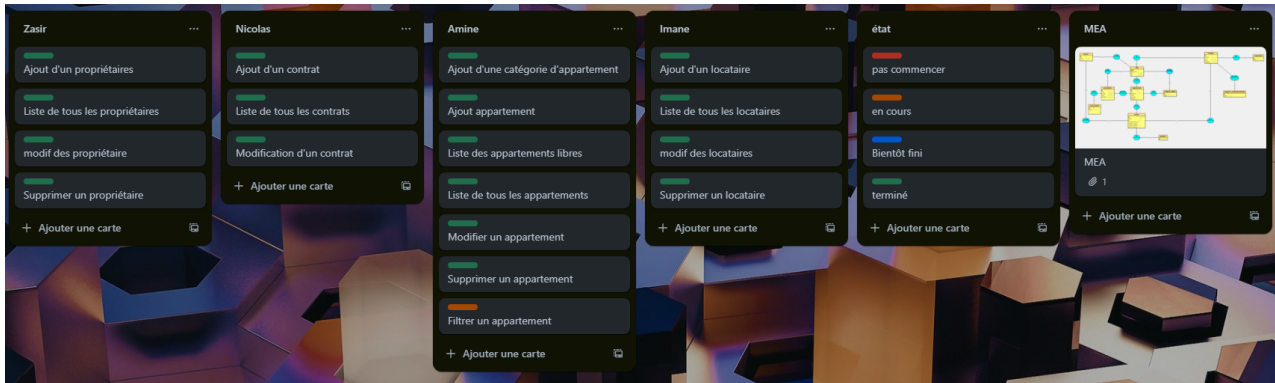 Zasir
Ajout d'un propriétaires
Liste de tous les propriétaires
modif des propriétaire
Supprimer un propriétaire
+ Ajouter une carte
Nicolas
Ajout d'un contrat
Liste de tous les contrats
Modification d'un contrat
+ Ajouter une carte
Amine
Ajout d'une catégorie d'appartement
Ajout appartement
Liste des appartements libres
Liste de tous les appartements
Modifier un appartement
Supprimer un appartement
Filtrer un appartement
+ Ajouter une carte
Imane
Ajout d'un locataire
Liste de tous les locataires
modif des locataires
Supprimer un locataire
+ Ajouter une carte
état
pas commencer
en cours
Bientôt fini
terminé
+ Ajouter une carte
MEA
MEA
1
+ Ajouter une carte